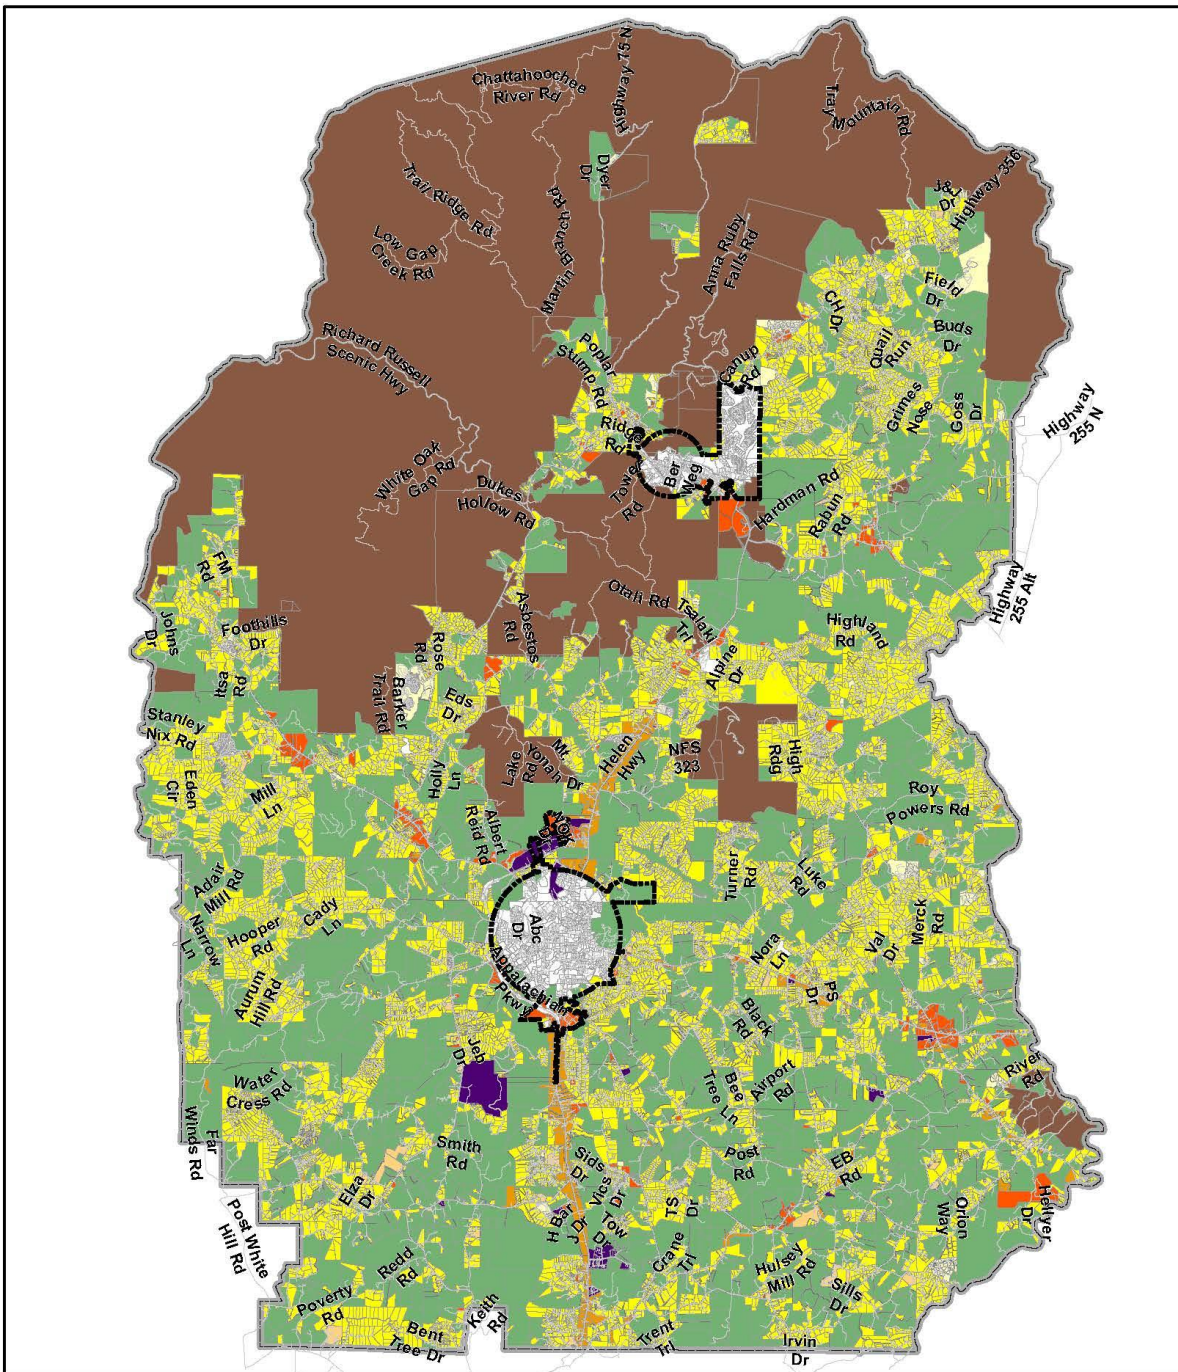 Chattahoochee
River Rd
Highway 75 N
Tray
Mountain Rd
Highway 356
J&J
Dr
Dyer
Dr
Trail Ridge Rd
Martin Branch Rd
Low Gap
Creek Rd
Anna Ruby
Falls Rd
Field
Dr
CH Dr
Buds
Dr
Quail
Run
Richard Russell
Scenic Hwy
Poplar
Stump Rd
Canup
Rd
Grimes
Nose
Goss
Dr
Highway
255 N
Ridge
Rd
White Oak
Gap Rd
Dukes
Hollow Rd
Tower
Rd
Ber
Weg
Hardman Rd
Rabun
Rd
FM
Rd
Johns
Dr
Foothills
Dr
Asbestos
Rd
Otali Rd
Tsalaki
Trl
Highway
255 Alt
Highland
Rd
Rose
Rd
Alpine
Dr
Itsa
Rd
Barker
Trail Rd
Eds
Dr
Stanley
Nix Rd
Lake
Rd
Mt.
Yonah Dr
Helen
Hwy
NFS
323
High
Rdg
Eden
Cir
Mill
Ln
Holly
Ln
Roy
Powers Rd
Albert
Reid Rd
Adair
Mill Rd
Turner
Rd
Luke
Rd
Narrow
Ln
Hooper
Rd
Cady
Ln
Abc
Dr
Merck
Rd
Val
Dr
Nora
Ln
Aurum
Hill Rd
Appalachian
Pkwy
PS
Dr
Black
Rd
Jeb
Dr
River
Rd
Water
Cress Rd
Bee
Tree Ln
Airport
Rd
Far
Winds Rd
Smith
Rd
Post
Rd
EB
Rd
Elza
Dr
Sids
Dr
Vics
Dr
TS
Dr
Orion
Way
Hellyer
Dr
H Bar
J Dr
Tow
Dr
Post White
Hill Rd
Redd
Rd
Crane
Trl
Hulsey
Mill Rd
Sills
Dr
Poverty
Rd
Bent
Tree Dr
Keith
Rd
Trent
Trl
Irvin
Dr